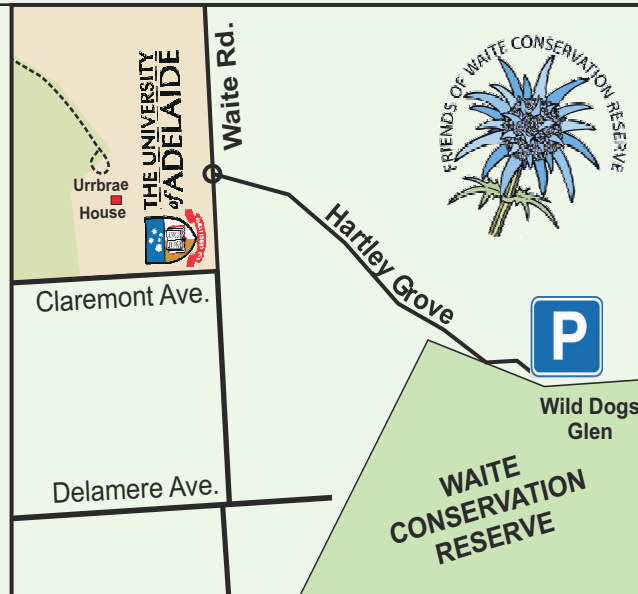 Waite Rd.
THE UNIVERSITY
of ADELAIDE
FRIENDS OF WAITE CONSERVATION RESERVE
Urrbrae
House
Hartley Grove
Claremont Ave.
P
Wild Dogs
Glen
WAITE
CONSERVATION
RESERVE
Delamere Ave.